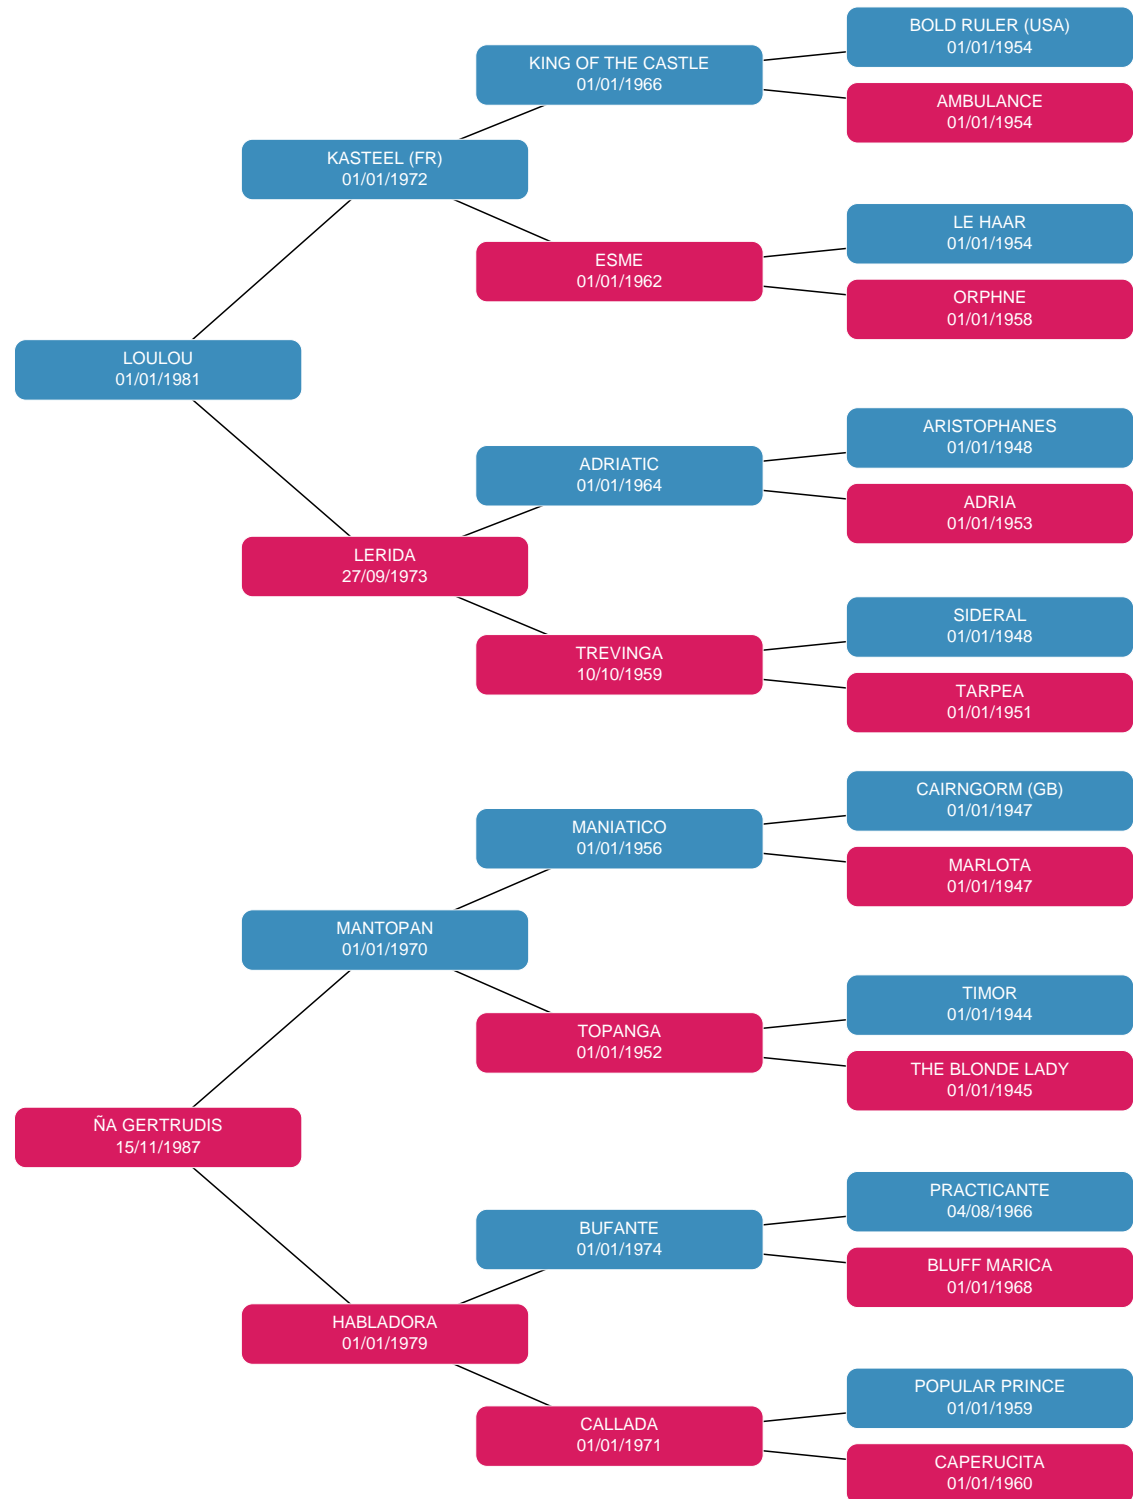 BOLD RULER (USA)
01/01/1954
KING OF THE CASTLE
01/01/1966
AMBULANCE
01/01/1954
KASTEEL (FR)
01/01/1972
LE HAAR
01/01/1954
ESME
01/01/1962
ORPHNE
01/01/1958
LOULOU
01/01/1981
ARISTOPHANES
01/01/1948
ADRIATIC
01/01/1964
ADRIA
01/01/1953
LERIDA
27/09/1973
SIDERAL
01/01/1948
TREVINGA
10/10/1959
TARPEA
01/01/1951
CAIRNGORM (GB)
01/01/1947
MANIATICO
01/01/1956
MARLOTA
01/01/1947
MANTOPAN
01/01/1970
TIMOR
01/01/1944
TOPANGA
01/01/1952
THE BLONDE LADY
01/01/1945
ÑA GERTRUDIS
15/11/1987
PRACTICANTE
04/08/1966
BUFANTE
01/01/1974
BLUFF MARICA
01/01/1968
HABLADORA
01/01/1979
POPULAR PRINCE
01/01/1959
CALLADA
01/01/1971
CAPERUCITA
01/01/1960